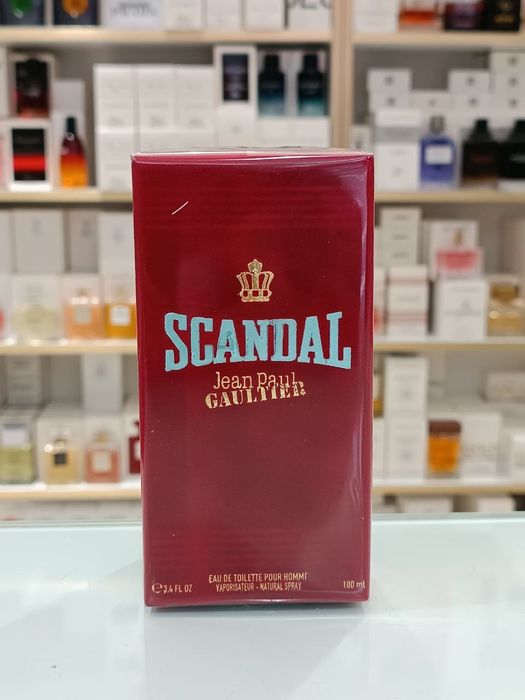 SCANDAL
Jean Paul
GAULTIER
EAU DE TOILETTE POUR HOMME
℮ 3.4 FL OZ VAPORISATEUR - NATURAL SPRAY 100 ml